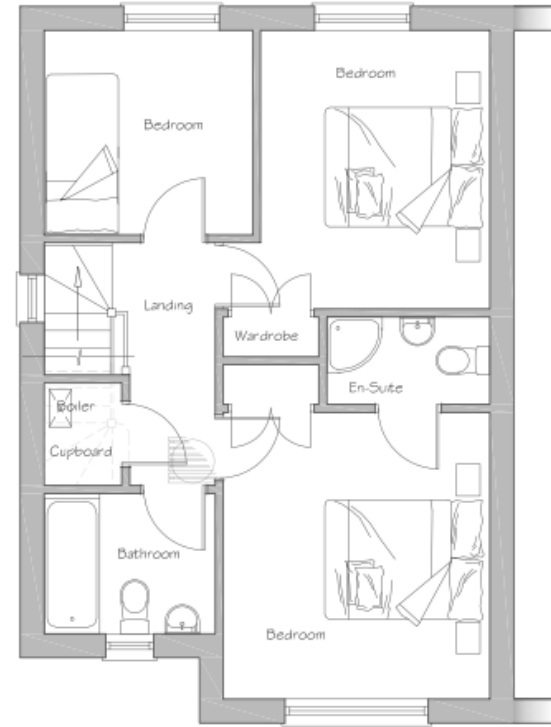 Bedroom
Bedroom
Landing
Wardrobe
En-Suite
Boiler
Cupboard
Bathroom
Bedroom